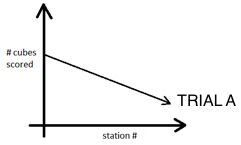 # cubes
scored
TRIAL A
station #